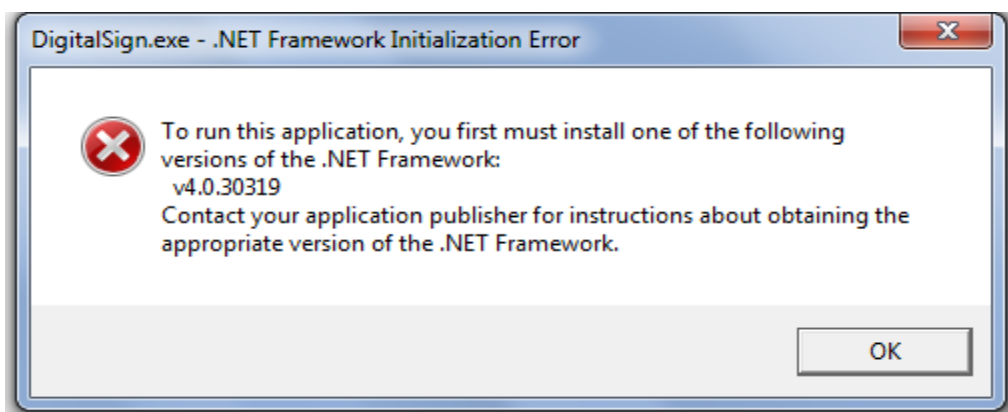 DigitalSign.exe - .NET Framework Initialization Error
To run this application, you first must install one of the following
versions of the .NET Framework:
v4.0.30319
Contact your application publisher for instructions about obtaining the
appropriate version of the .NET Framework.
OK